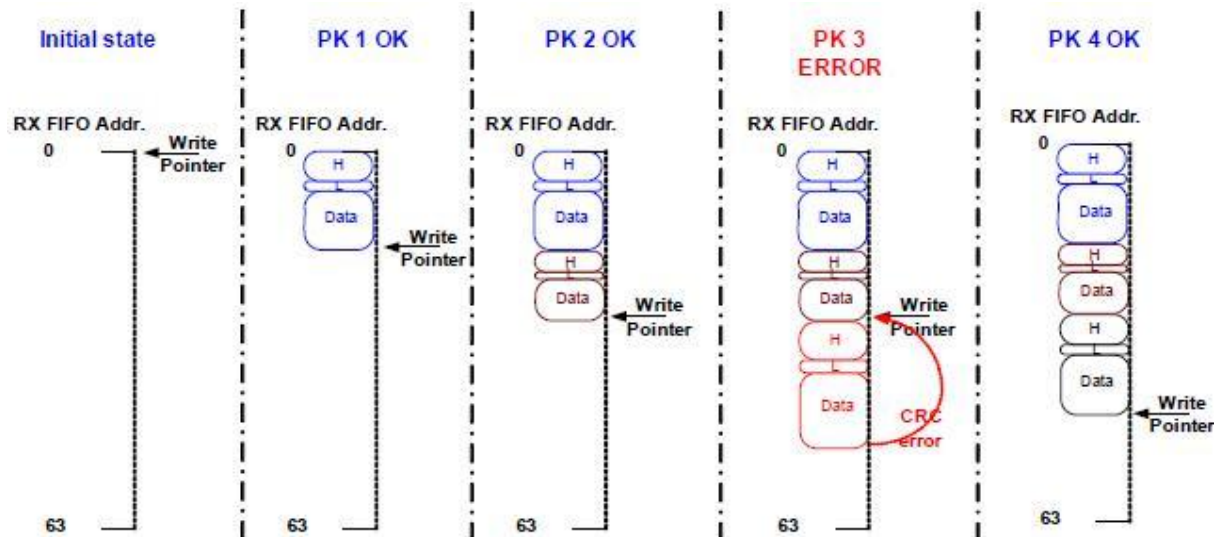 Initial state
RX FIFO Addr.
0
Write
Pointer
63
PK 1 OK
RX FIFO Addr.
0
H
L
Data
Write
Pointer
63
PK 2 OK
RX FIFO Addr.
0
H
L
Data
H
L
Data
Write
Pointer
63
PK 3
ERROR
RX FIFO Addr.
0
H
L
Data
H
L
Data
Write
Pointer
H
L
Data
CRC
error
63
PK 4 OK
RX FIFO Addr.
0
H
L
Data
H
L
Data
H
L
Data
Write
Pointer
63